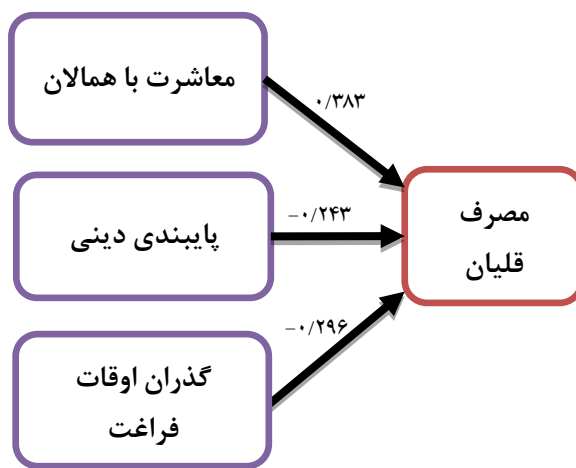 معاشرت با همالان
۰/۳۸۳
پایبندی دینی
−۰/۲۴۳
مصرف
قلیان
−۰/۲۹۶
گذران اوقات
فراغت